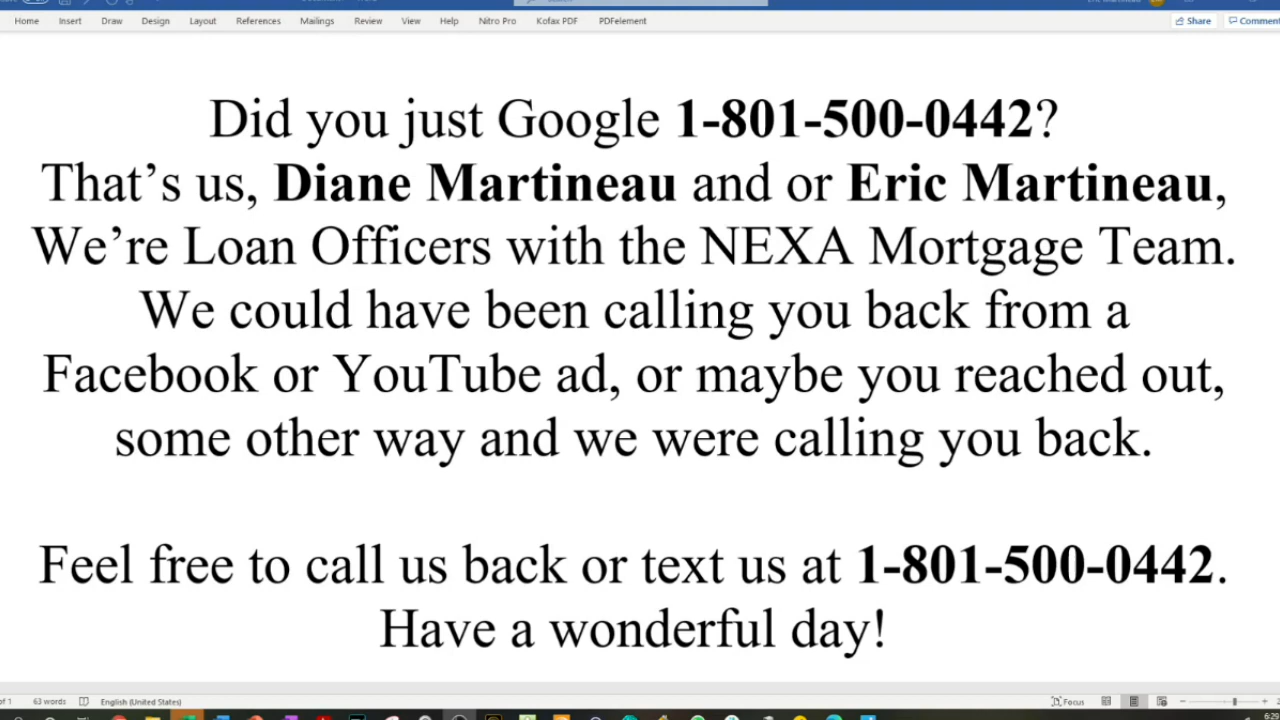 Home Insert Draw Design Layout References Mailings Review View Help Nitro Pro Kofax PDF PDFelement Share Comment
Did you just Google 1-801-500-0442?
That’s us, Diane Martineau and or Eric Martineau,
We’re Loan Officers with the NEXA Mortgage Team.
We could have been calling you back from a
Facebook or YouTube ad, or maybe you reached out,
some other way and we were calling you back.
Feel free to call us back or text us at 1-801-500-0442.
Have a wonderful day!
of 1 63 words English (United States) Focus